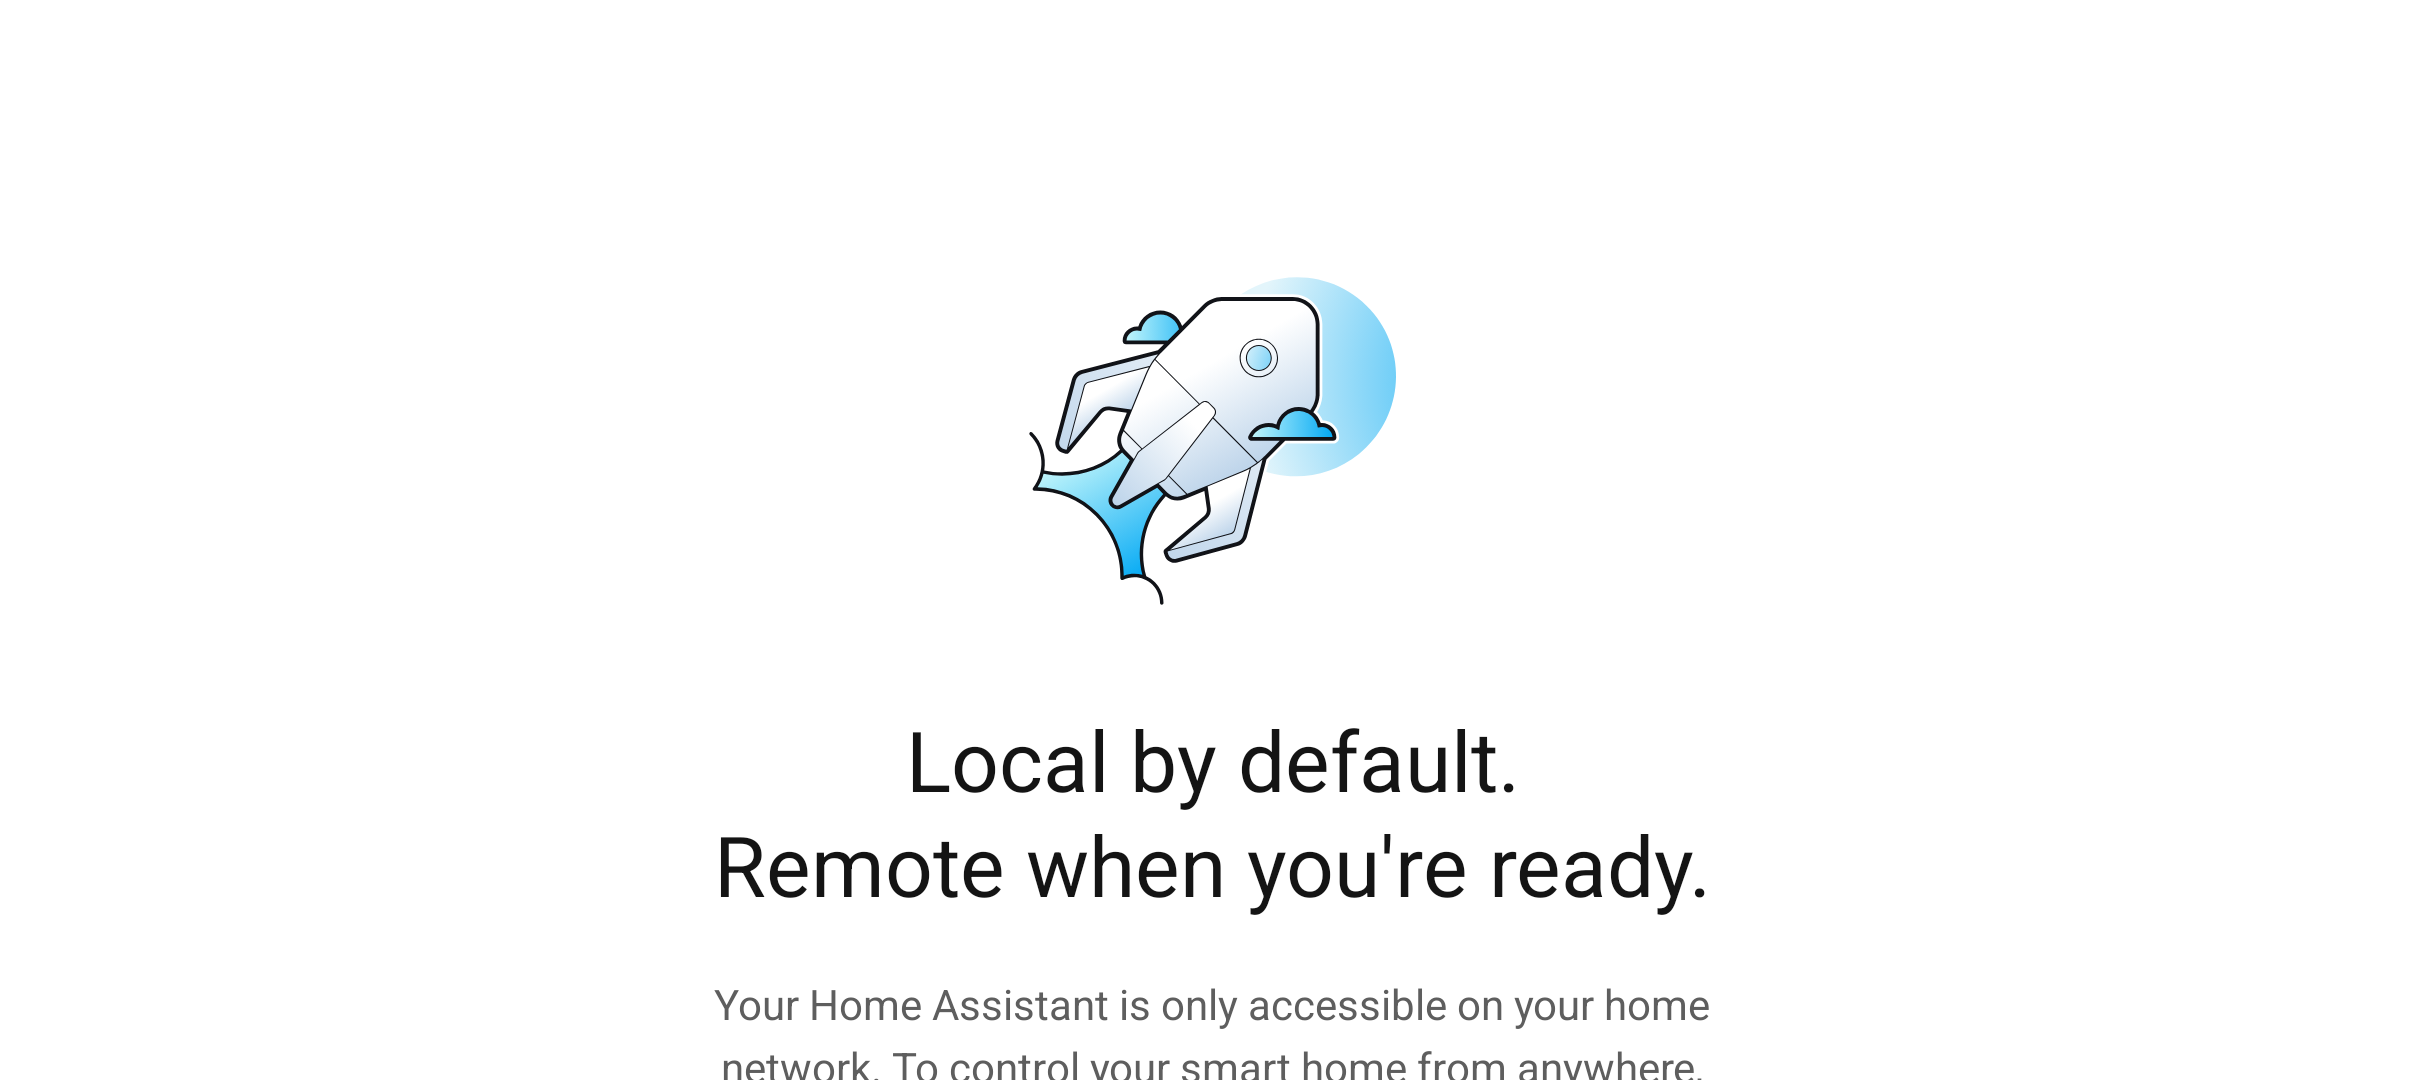 Local by default.
Remote when you're ready.
Your Home Assistant is only accessible on your home
network. To control your smart home from anywhere,